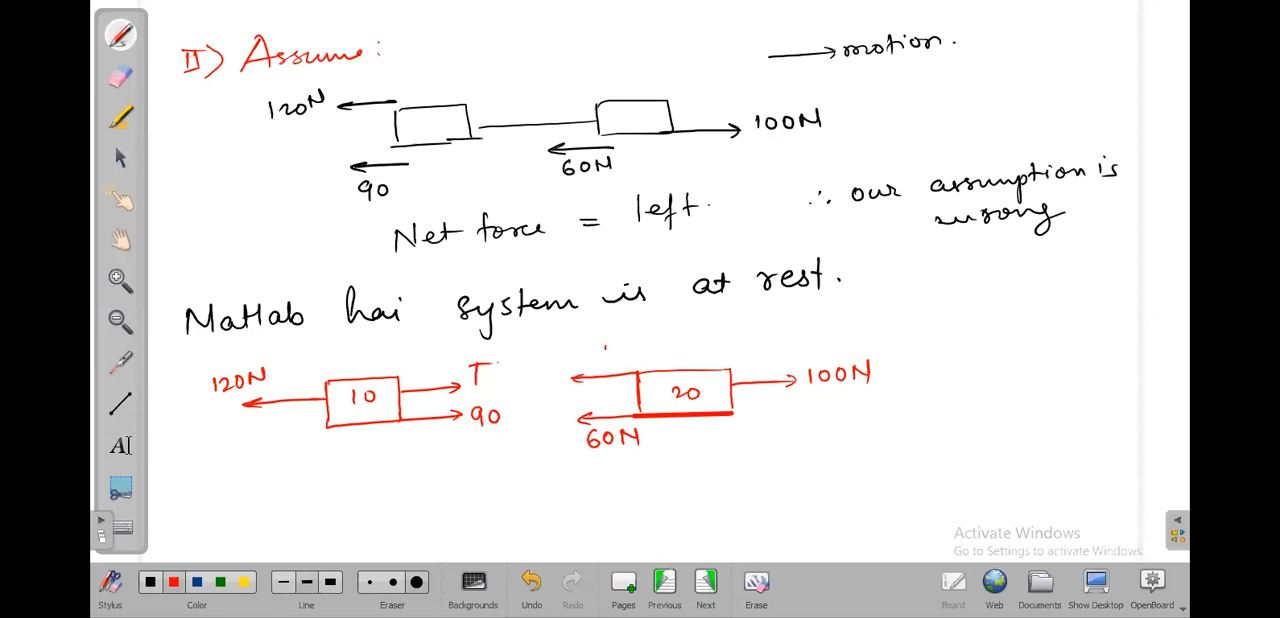 II) Assume:
→ motion.
120N
100N
90
60N
Net force = left.
∴ our assumption is
wrong
Matlab hai system is at rest.
120N
10
T
90
20
100N
60N
Activate Windows
Go to Settings to activate Windows.
Stylus
Color
Line
Eraser
Backgrounds
Undo
Redo
Pages
Previous
Next
Erase
Board
Web
Documents
Show Desktop
OpenBoard